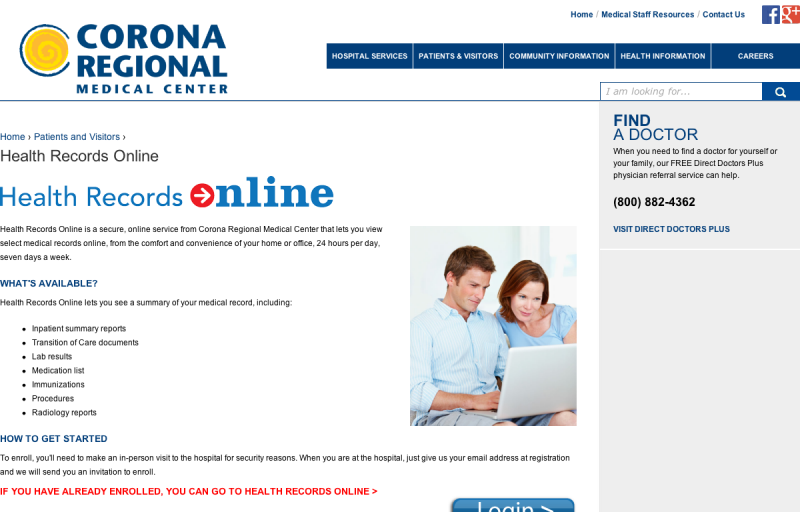 Home / Medical Staff Resources / Contact Us
f g+
CORONA
REGIONAL
MEDICAL CENTER
HOSPITAL SERVICES PATIENTS & VISITORS COMMUNITY INFORMATION HEALTH INFORMATION CAREERS
I am looking for...
Home › Patients and Visitors ›
Health Records Online
Health Records Online
Health Records Online is a secure, online service from Corona Regional Medical Center that lets you view
select medical records online, from the comfort and convenience of your home or office, 24 hours per day,
seven days a week.
WHAT'S AVAILABLE?
Health Records Online lets you see a summary of your medical record, including:
Inpatient summary reports
Transition of Care documents
Lab results
Medication list
Immunizations
Procedures
Radiology reports
HOW TO GET STARTED
To enroll, you'll need to make an in-person visit to the hospital for security reasons. When you are at the hospital, just give us your email address at registration
and we will send you an invitation to enroll.
IF YOU HAVE ALREADY ENROLLED, YOU CAN GO TO HEALTH RECORDS ONLINE >
Login >
FIND
A DOCTOR
When you need to find a doctor for yourself or
your family, our FREE Direct Doctors Plus
physician referral service can help.
(800) 882-4362
VISIT DIRECT DOCTORS PLUS